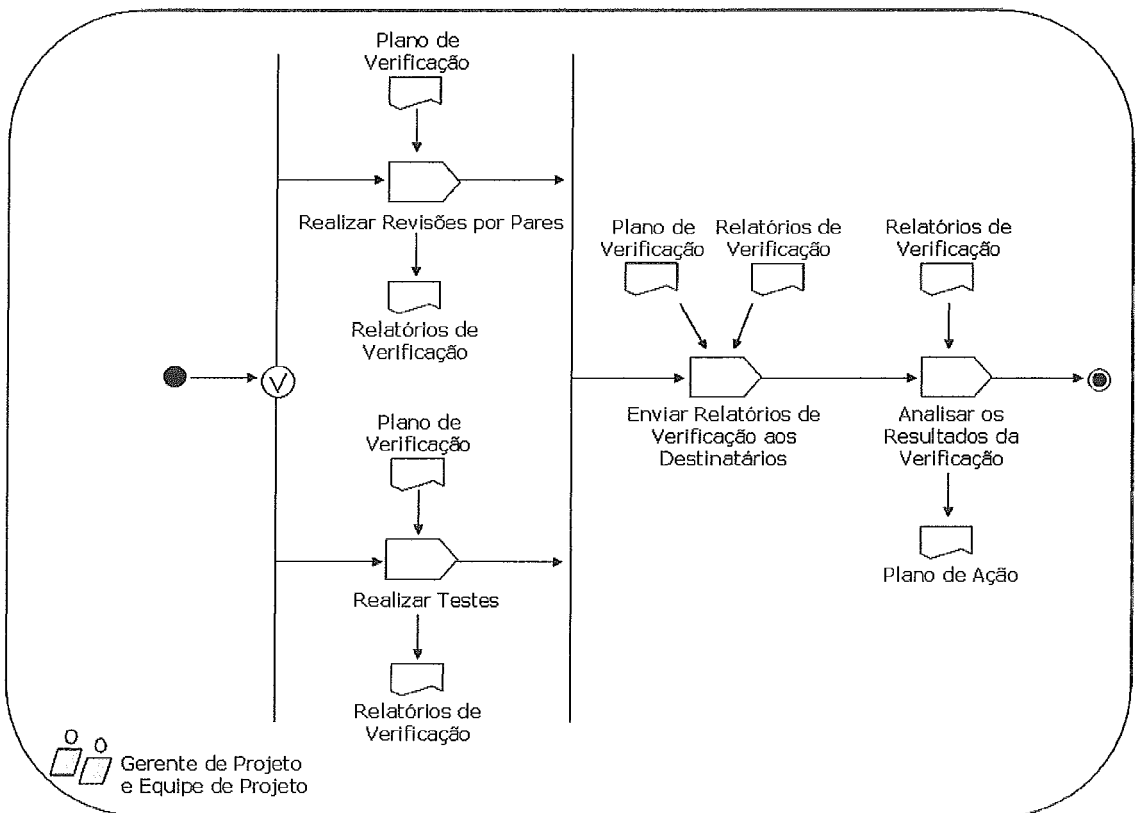 Plano de
Verificação
Realizar Revisões por Pares
Relatórios de
Verificação
Plano de
Verificação
Realizar Testes
Relatórios de
Verificação
Plano de
Verificação
Relatórios de
Verificação
Enviar Relatórios de
Verificação aos
Destinatários
Relatórios de
Verificação
Analisar os
Resultados da
Verificação
Plano de Ação
Gerente de Projeto
e Equipe de Projeto